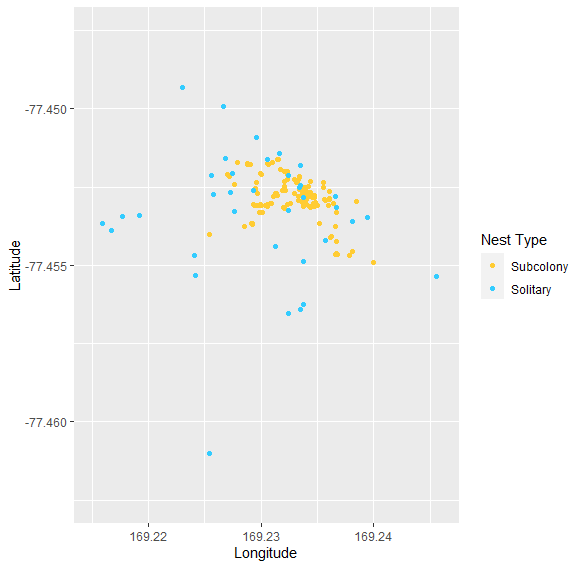 -77.450
-77.455
-77.460
Latitude
169.22
169.23
169.24
Longitude
Nest Type
Subcolony
Solitary